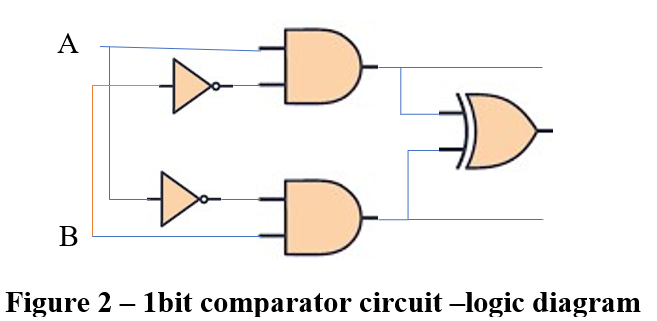 A
B
Figure 2 – 1bit comparator circuit –logic diagram